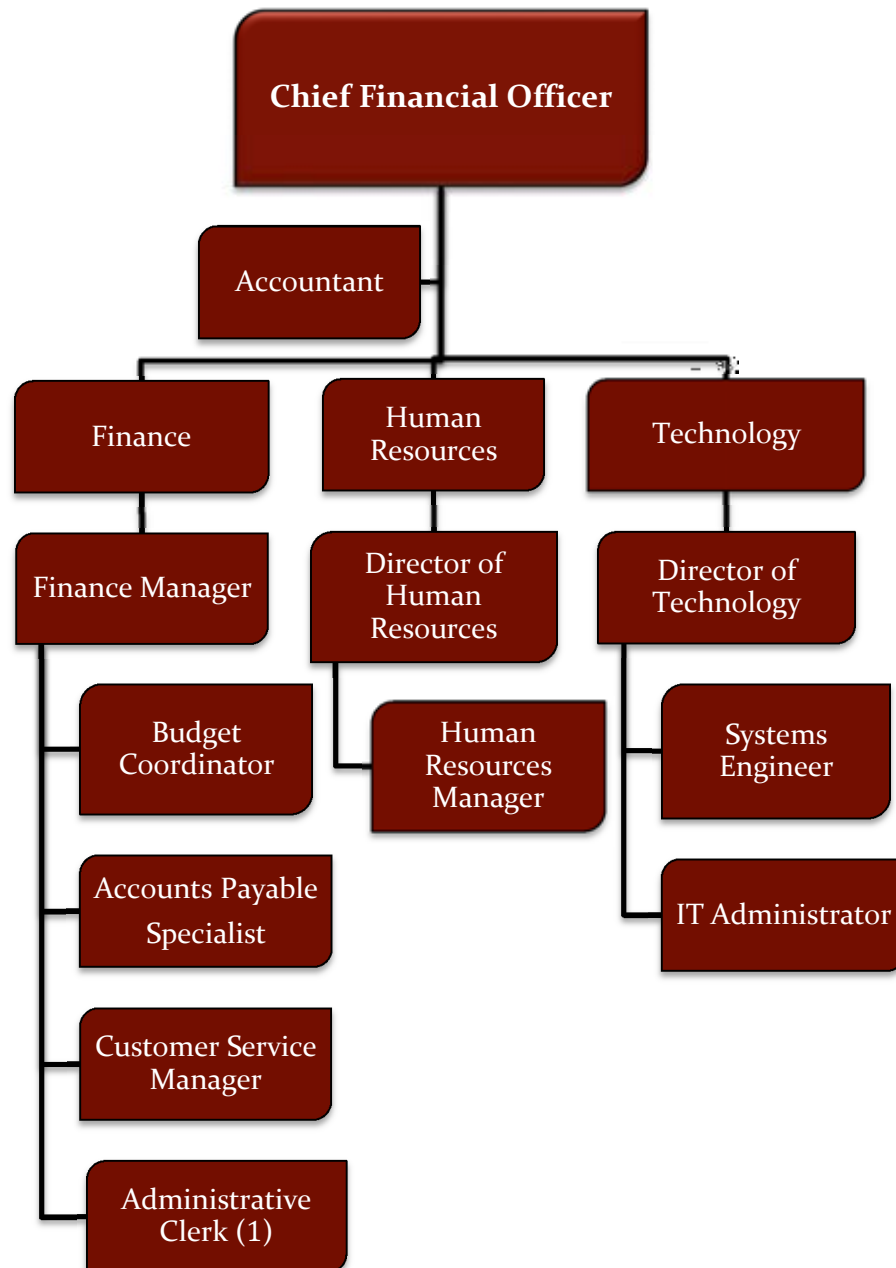 Chief Financial Officer
Accountant
Finance
Human
Resources
Technology
Finance Manager
Director of
Human
Resources
Director of
Technology
Budget
Coordinator
Human
Resources
Manager
Systems
Engineer
Accounts Payable
Specialist
IT Administrator
Customer Service
Manager
Administrative
Clerk (1)